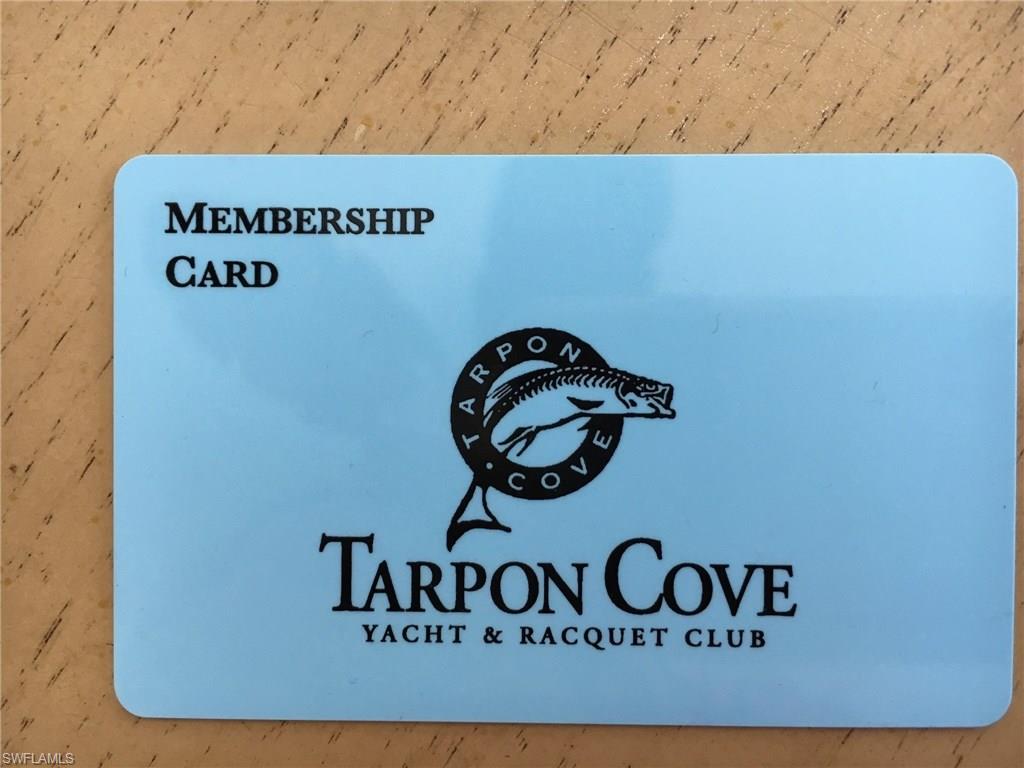 MEMBERSHIP
CARD
TARPON
· COVE
TARPON COVE
YACHT & RACQUET CLUB
SWFLAMLS